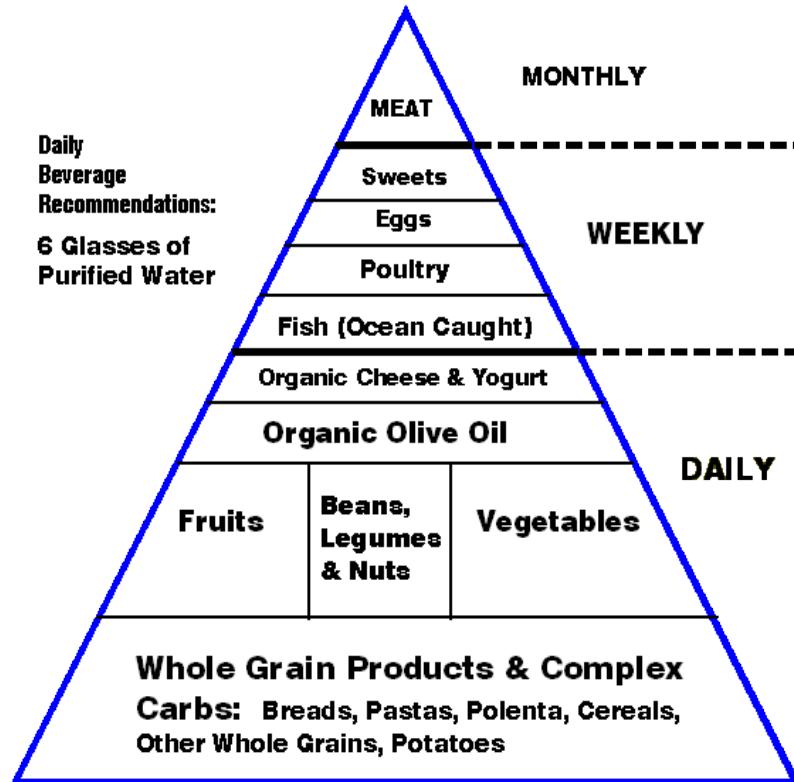 MONTHLY
MEAT
Daily
Beverage
Recommendations:
6 Glasses of
Purified Water
Sweets
Eggs
WEEKLY
Poultry
Fish (Ocean Caught)
Organic Cheese & Yogurt
Organic Olive Oil
DAILY
Fruits
Beans,
Legumes
& Nuts
Vegetables
Whole Grain Products & Complex
Carbs: Breads, Pastas, Polenta, Cereals,
Other Whole Grains, Potatoes